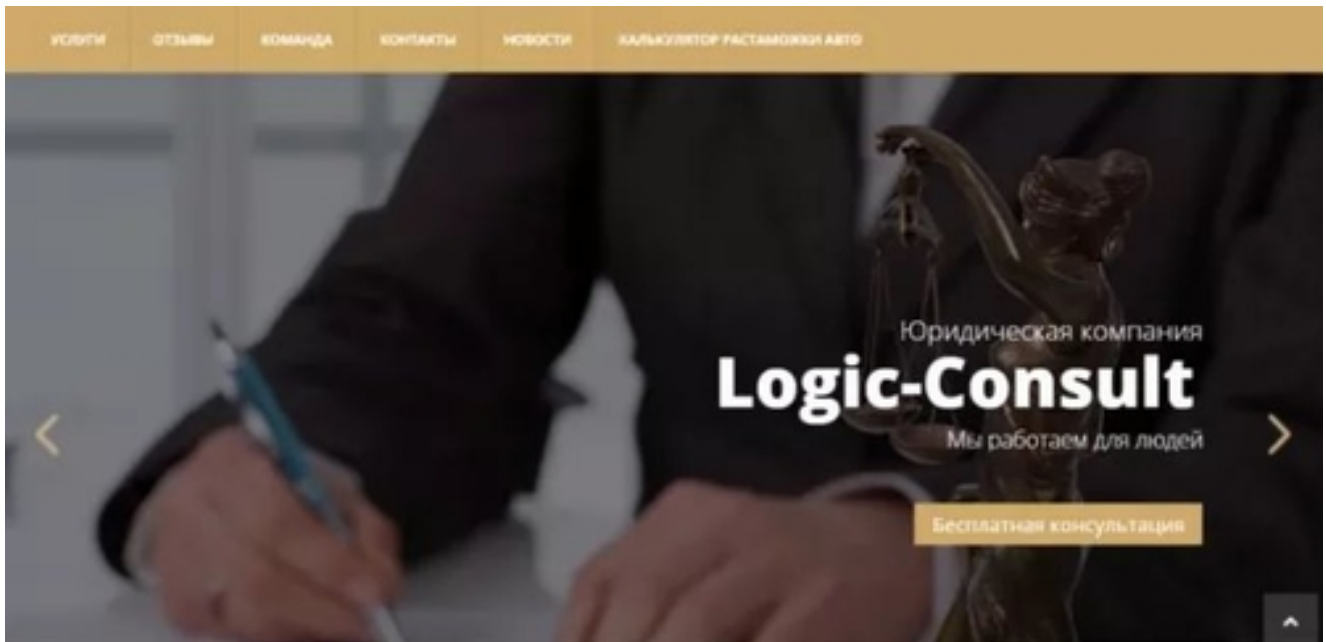 УСЛУГИ ОТЗЫВЫ КОМАНДА КОНТАКТЫ НОВОСТИ КАЛЬКУЛЯТОР РАСТАМОЖКИ АВТО
Юридическая компания
Logic-Consult
Мы работаем для людей
Бесплатная консультация